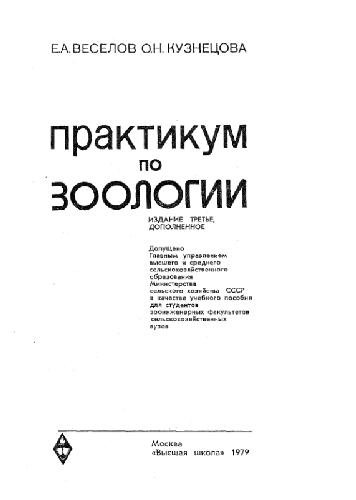 Е.А. ВЕСЕЛОВ О.Н. КУЗНЕЦОВА
ПРАКТИКУМ
ПО
ЗООЛОГИИ
ИЗДАНИЕ ТРЕТЬЕ,
ДОПОЛНЕННОЕ
Допущено
Главным управлением
высшего и среднего
сельскохозяйственного
образования
Министерства
сельского хозяйства СССР
в качестве учебного пособия
для студентов
зооинженерных факультетов
сельскохозяйственных
вузов
Москва
«Высшая школа» 1979